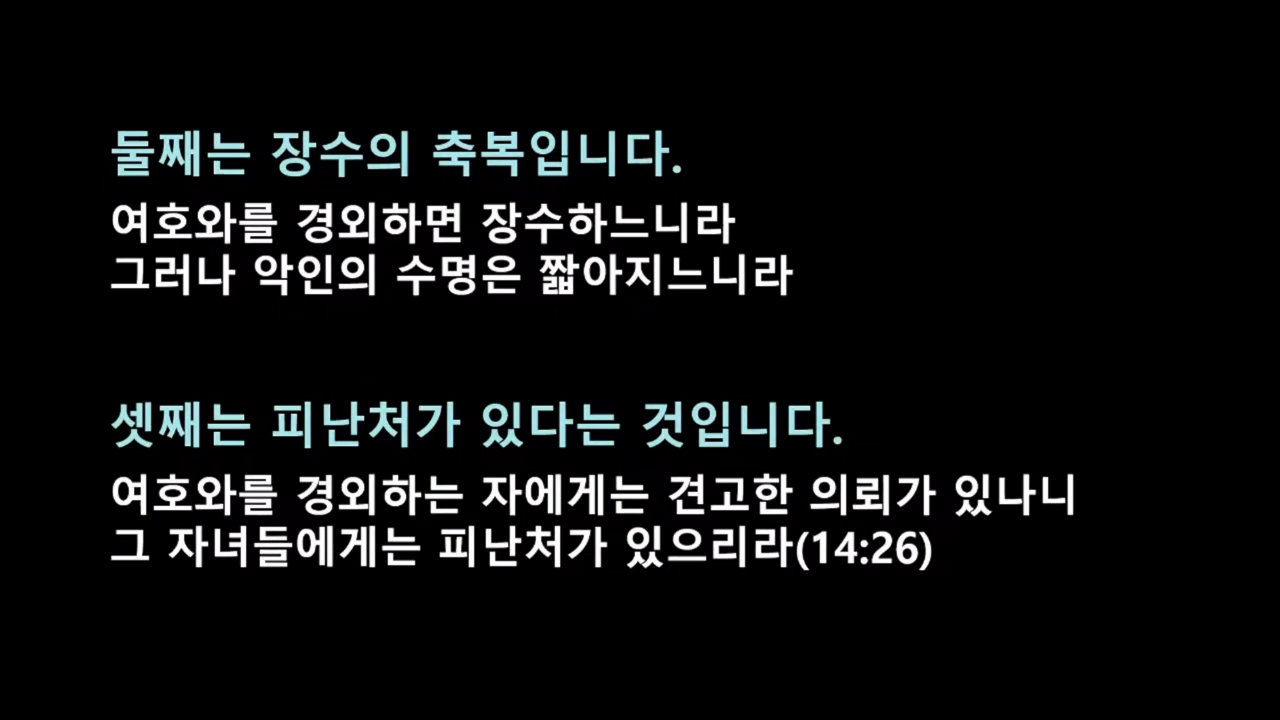 둘째는 장수의 축복입니다.
여호와를 경외하면 장수하느니라
그러나 악인의 수명은 짧아지느니라
셋째는 피난처가 있다는 것입니다.
여호와를 경외하는 자에게는 견고한 의뢰가 있나니
그 자녀들에게는 피난처가 있으리라(14:26)